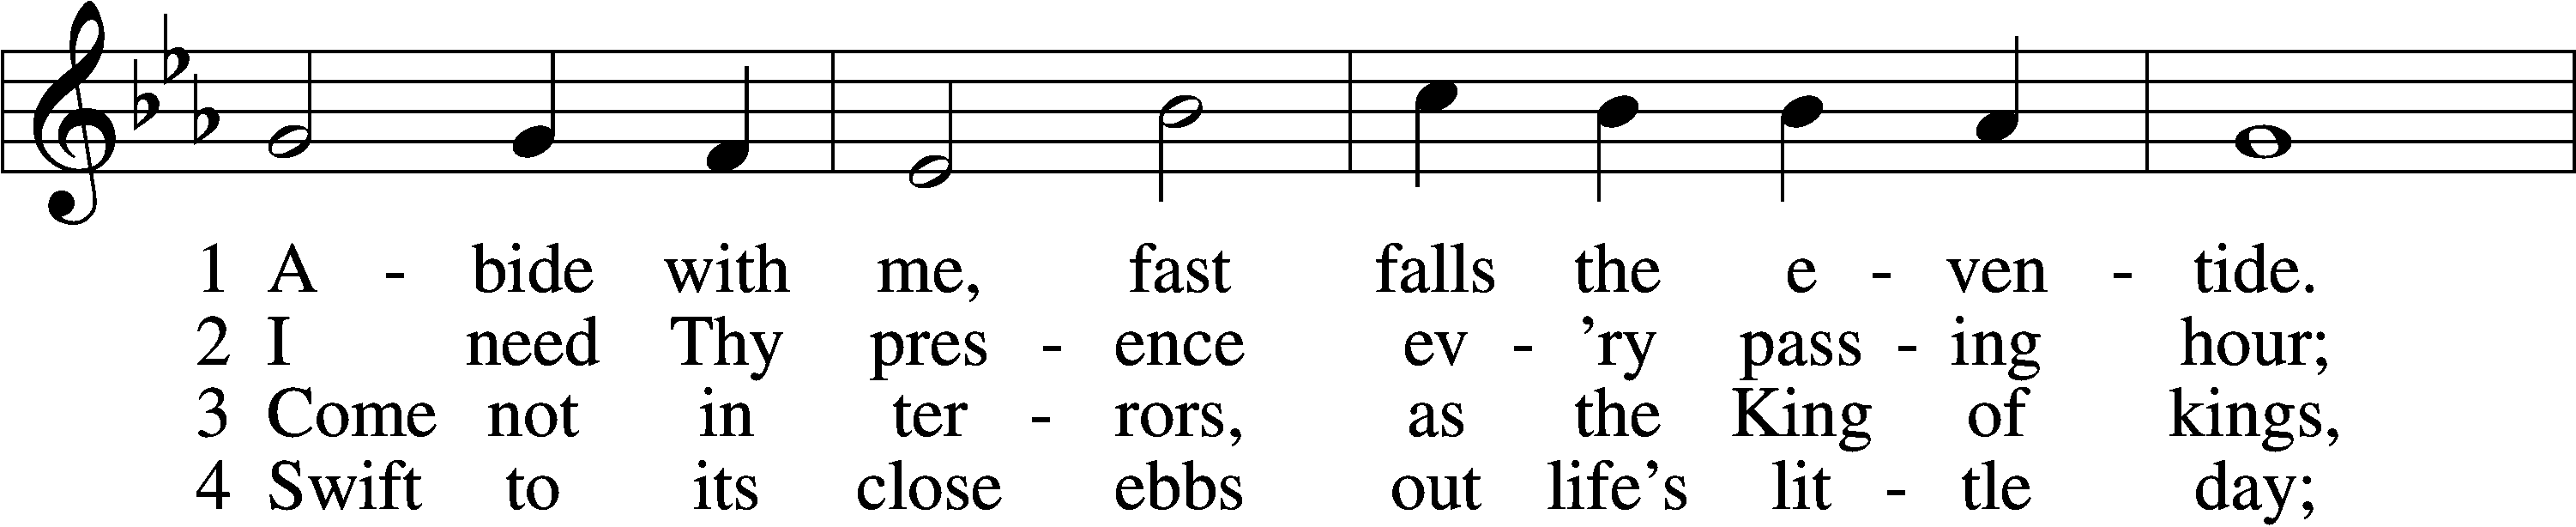 1 A - bide with me, fast falls the e - ven - tide.
2 I need Thy pres - ence ev - ’ry pass - ing hour;
3 Come not in ter - rors, as the King of kings,
4 Swift to its close ebbs out life’s lit - tle day;